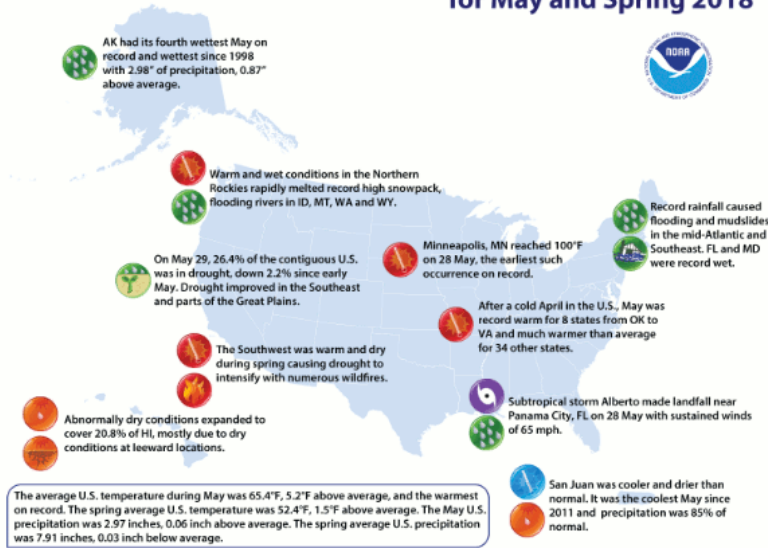 for May and Spring 2018
AK had its fourth wettest May on
record and wettest since 1998
with 2.98" of precipitation, 0.87"
above average.
NOAA
Warm and wet conditions in the Northern
Rockies rapidly melted record high snowpack,
flooding rivers in ID, MT, WA and WY.
Record rainfall caused
flooding and mudslides
in the mid-Atlantic and
Southeast. FL and MD
were record wet.
Minneapolis, MN reached 100°F
on 28 May, the earliest such
occurrence on record.
On May 29, 26.4% of the contiguous U.S.
was in drought, down 2.2% since early
May. Drought improved in the Southeast
and parts of the Great Plains.
After a cold April in the U.S., May was
record warm for 8 states from OK to
VA and much warmer than average
for 34 other states.
The Southwest was warm and dry
during spring causing drought to
intensify with numerous wildfires.
Subtropical storm Alberto made landfall near
Panama City, FL on 28 May with sustained winds
of 65 mph.
Abnormally dry conditions expanded to
cover 20.8% of HI, mostly due to dry
conditions at leeward locations.
San Juan was cooler and drier than
normal. It was the coolest May since
2011 and precipitation was 85% of
normal.
The average U.S. temperature during May was 65.4°F, 5.2°F above average, and the warmest
on record. The spring average U.S. temperature was 52.4°F, 1.5°F above average. The May U.S.
precipitation was 2.97 inches, 0.06 inch above average. The spring average U.S. precipitation
was 7.91 inches, 0.03 inch below average.